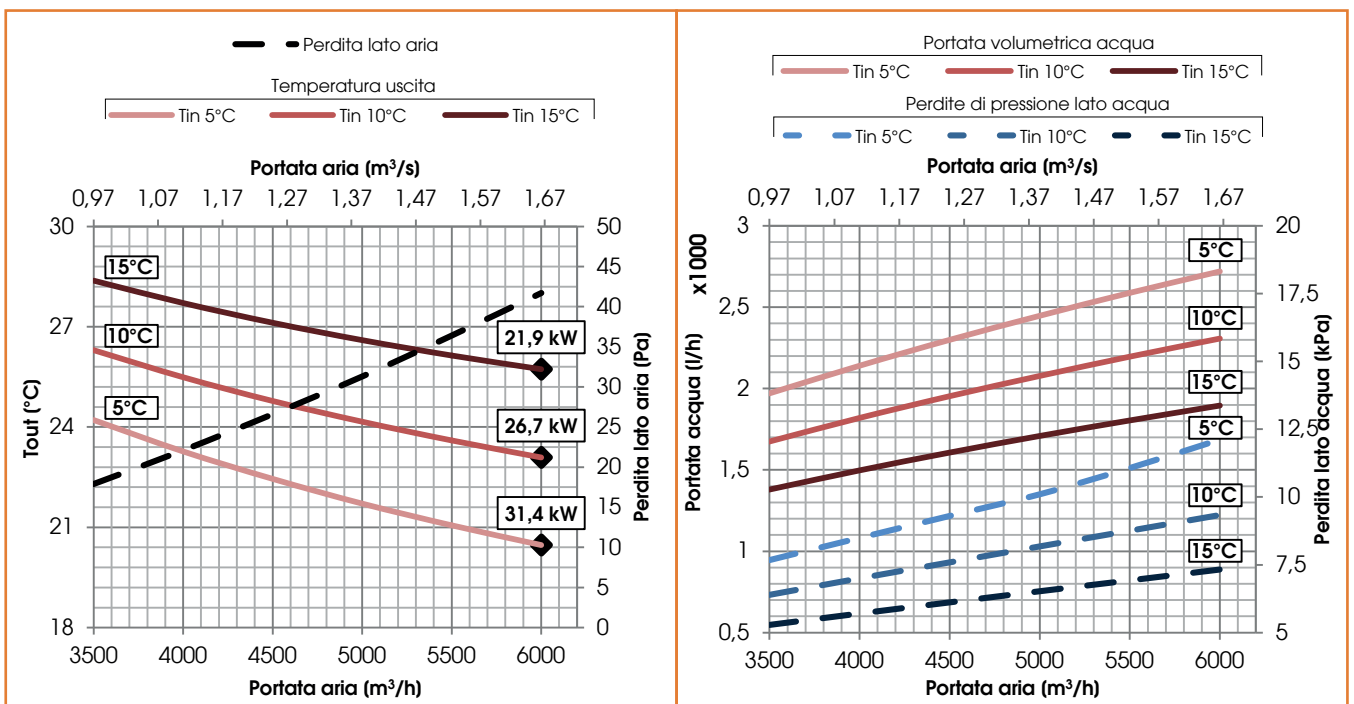 Perdita lato aria
Temperatura uscita
Tin 5°C Tin 10°C Tin 15°C
Portata aria (m³/s)
0,97 1,07 1,17 1,27 1,37 1,47 1,57 1,67
30
27
24
21
18
Tout (°C)
15°C
10°C
5°C
21,9 kW
26,7 kW
31,4 kW
50
45
40
35
30
25
20
15
10
5
0
Perdita lato aria (Pa)
3500 4000 4500 5000 5500 6000
Portata aria (m³/h)
Portata volumetrica acqua
Tin 5°C Tin 10°C Tin 15°C
Perdite di pressione lato acqua
Tin 5°C Tin 10°C Tin 15°C
Portata aria (m³/s)
0,97 1,07 1,17 1,27 1,37 1,47 1,57 1,67
x1000
Portata acqua (l/h)
3
2,5
2
1,5
1
0,5
5°C
10°C
15°C
5°C
10°C
15°C
20
17,5
15
12,5
10
7,5
5
Perdita lato acqua (kPa)
3500 4000 4500 5000 5500 6000
Portata aria (m³/h)